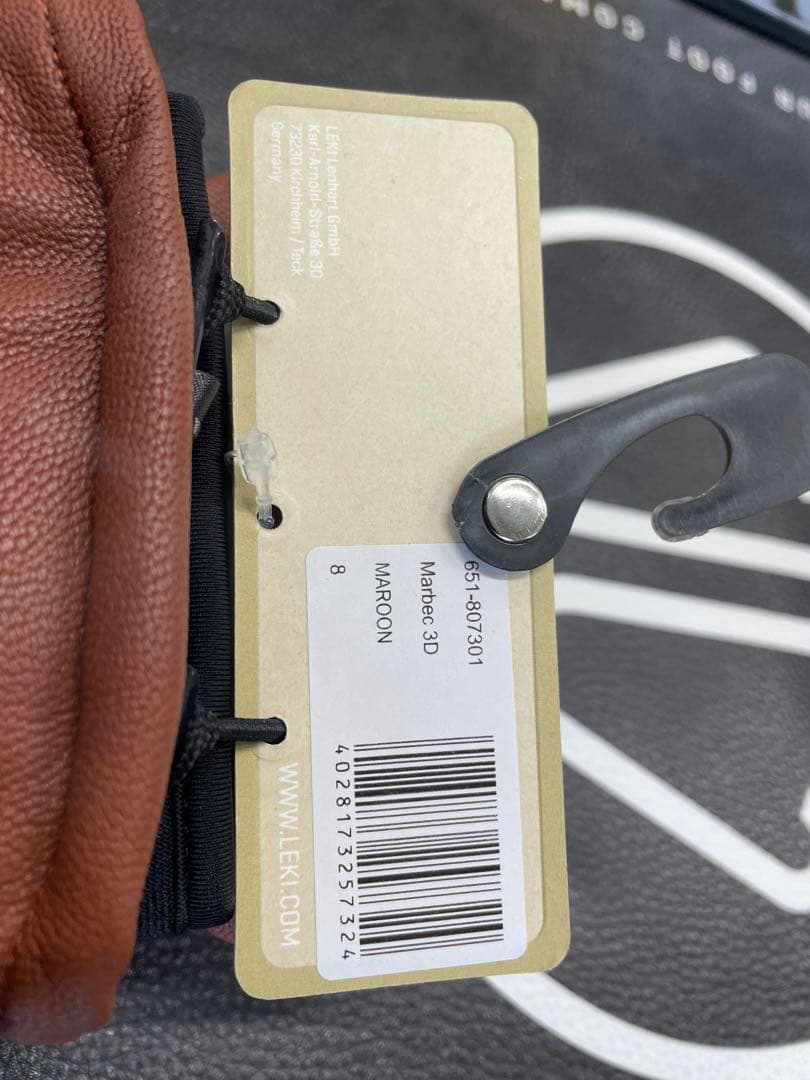 LEKI Lenhart GmbH
Karl-Arnold-Straße 30
73230 Kirchheim / Teck
Germany
651-807301
Marbec 3D
MAROON
8
4028173257324
WWW.LEKI.COM
FOOT